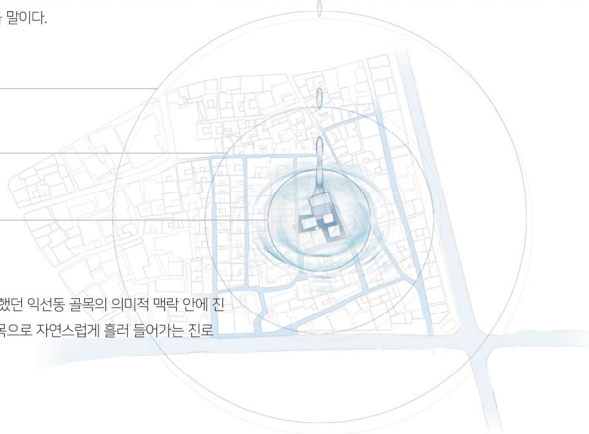 말이다.
했던 익선동 골목의 의미적 맥락 안에 진
목으로 자연스럽게 흘러 들어가는 진로